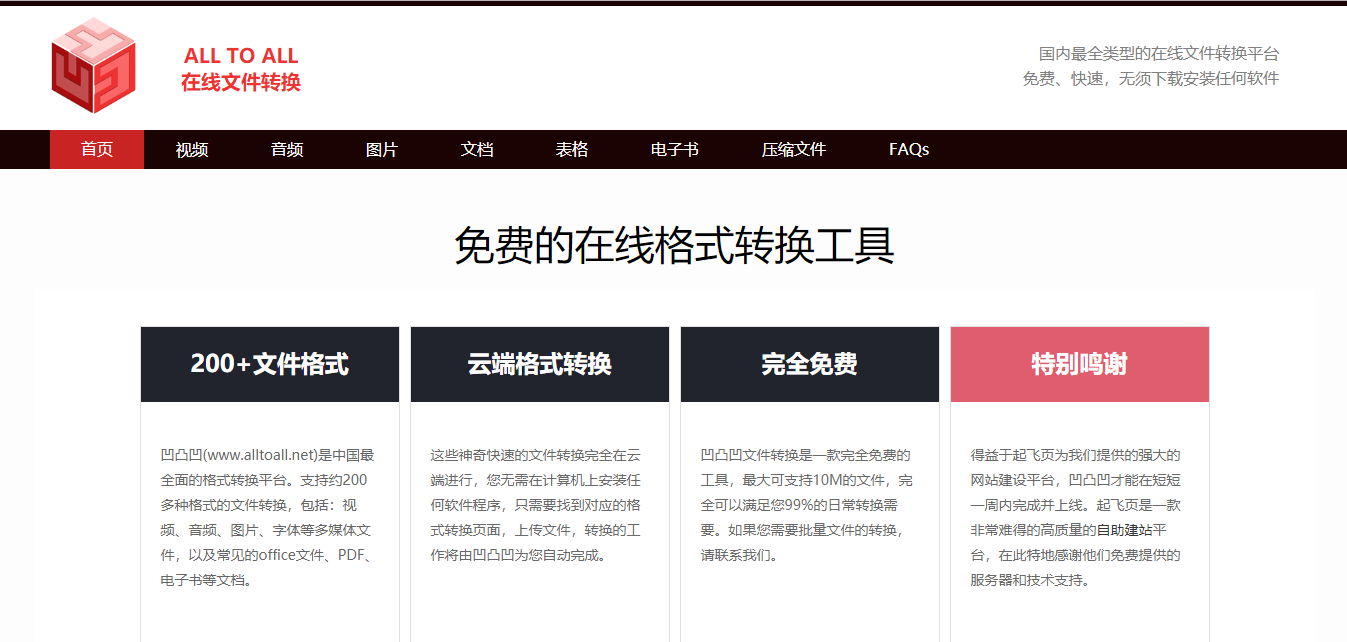 ALL TO ALL
在线文件转换
国内最全类型的在线文件转换平台
免费、快速，无须下载安装任何软件
首页 视频 音频 图片 文档 表格 电子书 压缩文件 FAQs
免费的在线格式转换工具
200+文件格式
凹凸凹(www.alltoall.net)是中国最
全面的格式转换平台。支持约200
多种格式的文件转换，包括：视
频、音频、图片、字体等多媒体文
件，以及常见的office文件、PDF、
电子书等文档。
云端格式转换
这些神奇快速的文件转换完全在云
端进行，您无需在计算机上安装任
何软件程序，只需要找到对应的格
式转换页面，上传文件，转换的工
作将由凹凸凹为您自动完成。
完全免费
凹凸凹文件转换是一款完全免费的
工具，最大可支持10M的文件，完
全可以满足您99%的日常转换需
要。如果您需要批量文件的转换，
请联系我们。
特别鸣谢
得益于起飞页为我们提供的强大的
网站建设平台，凹凸凹才能在短短
一周内完成并上线。起飞页是一款
非常难得的高质量的自助建站平
台，在此特地感谢他们免费提供的
服务器和技术支持。